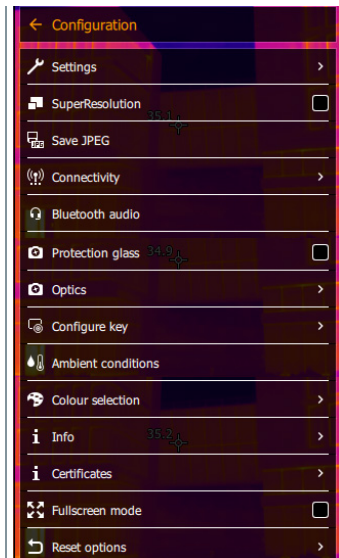 ← Configuration
Settings
SuperResolution
35.1
Save JPEG
Connectivity
Bluetooth audio
Protection glass 34.9
Optics
Configure key
Ambient conditions
Colour selection
Info 35.2
Certificates
Fullscreen mode
Reset options